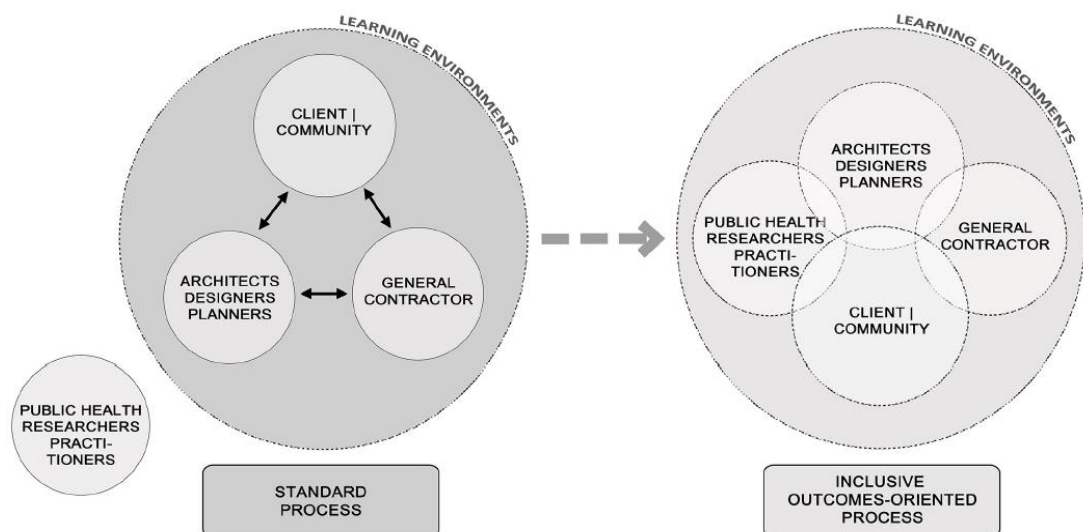 LEARNING ENVIRONMENTS
CLIENT |
COMMUNITY
ARCHITECTS
DESIGNERS
PLANNERS
GENERAL
CONTRACTOR
PUBLIC HEALTH
RESEARCHERS
PRACTI-
TIONERS
STANDARD
PROCESS
LEARNING ENVIRONMENTS
ARCHITECTS
DESIGNERS
PLANNERS
PUBLIC HEALTH
RESEARCHERS
PRACTI-
TIONERS
GENERAL
CONTRACTOR
CLIENT |
COMMUNITY
INCLUSIVE
OUTCOMES-ORIENTED
PROCESS